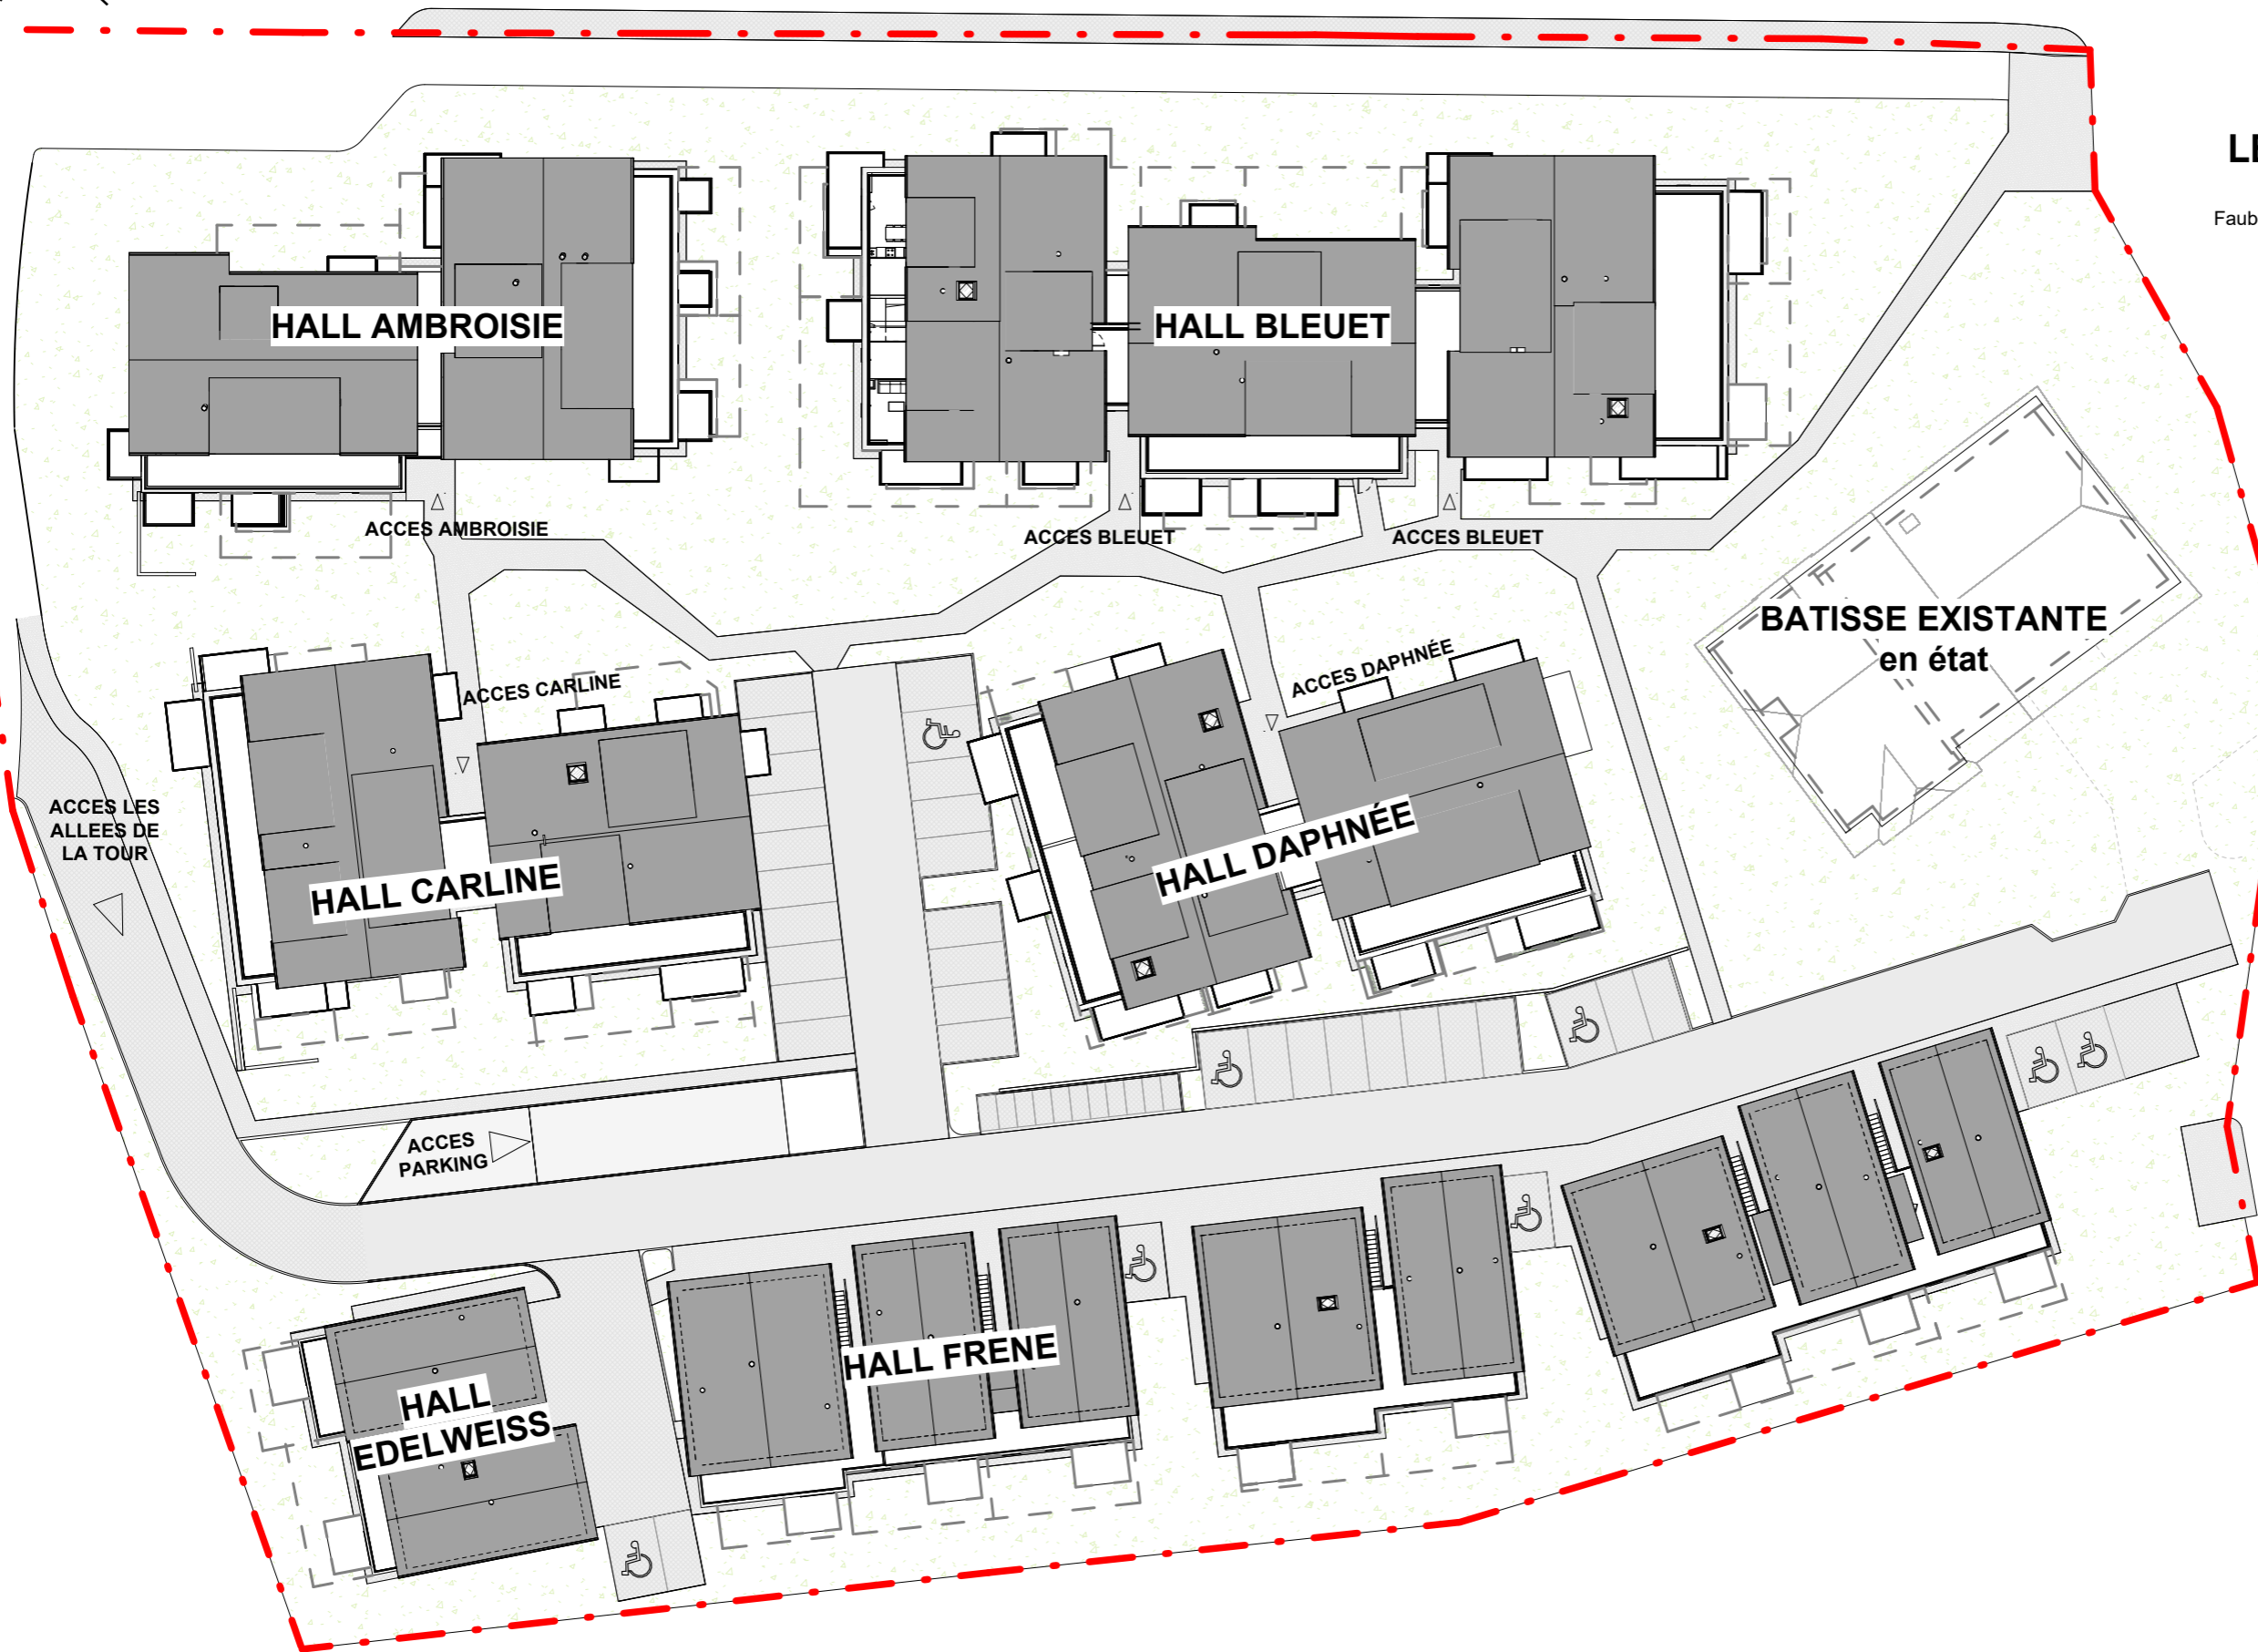 HALL AMBROISIE
HALL BLEUET
ACCES AMBROISIE
ACCES BLEUET
ACCES BLEUET
BATISSE EXISTANTE
en état
ACCES CARLINE
ACCES DAPHNÉE
ACCES LES
ALLEES DE
LA TOUR
HALL CARLINE
HALL DAPHNÉE
ACCES
PARKING
HALL FRENE
HALL
EDELWEISS